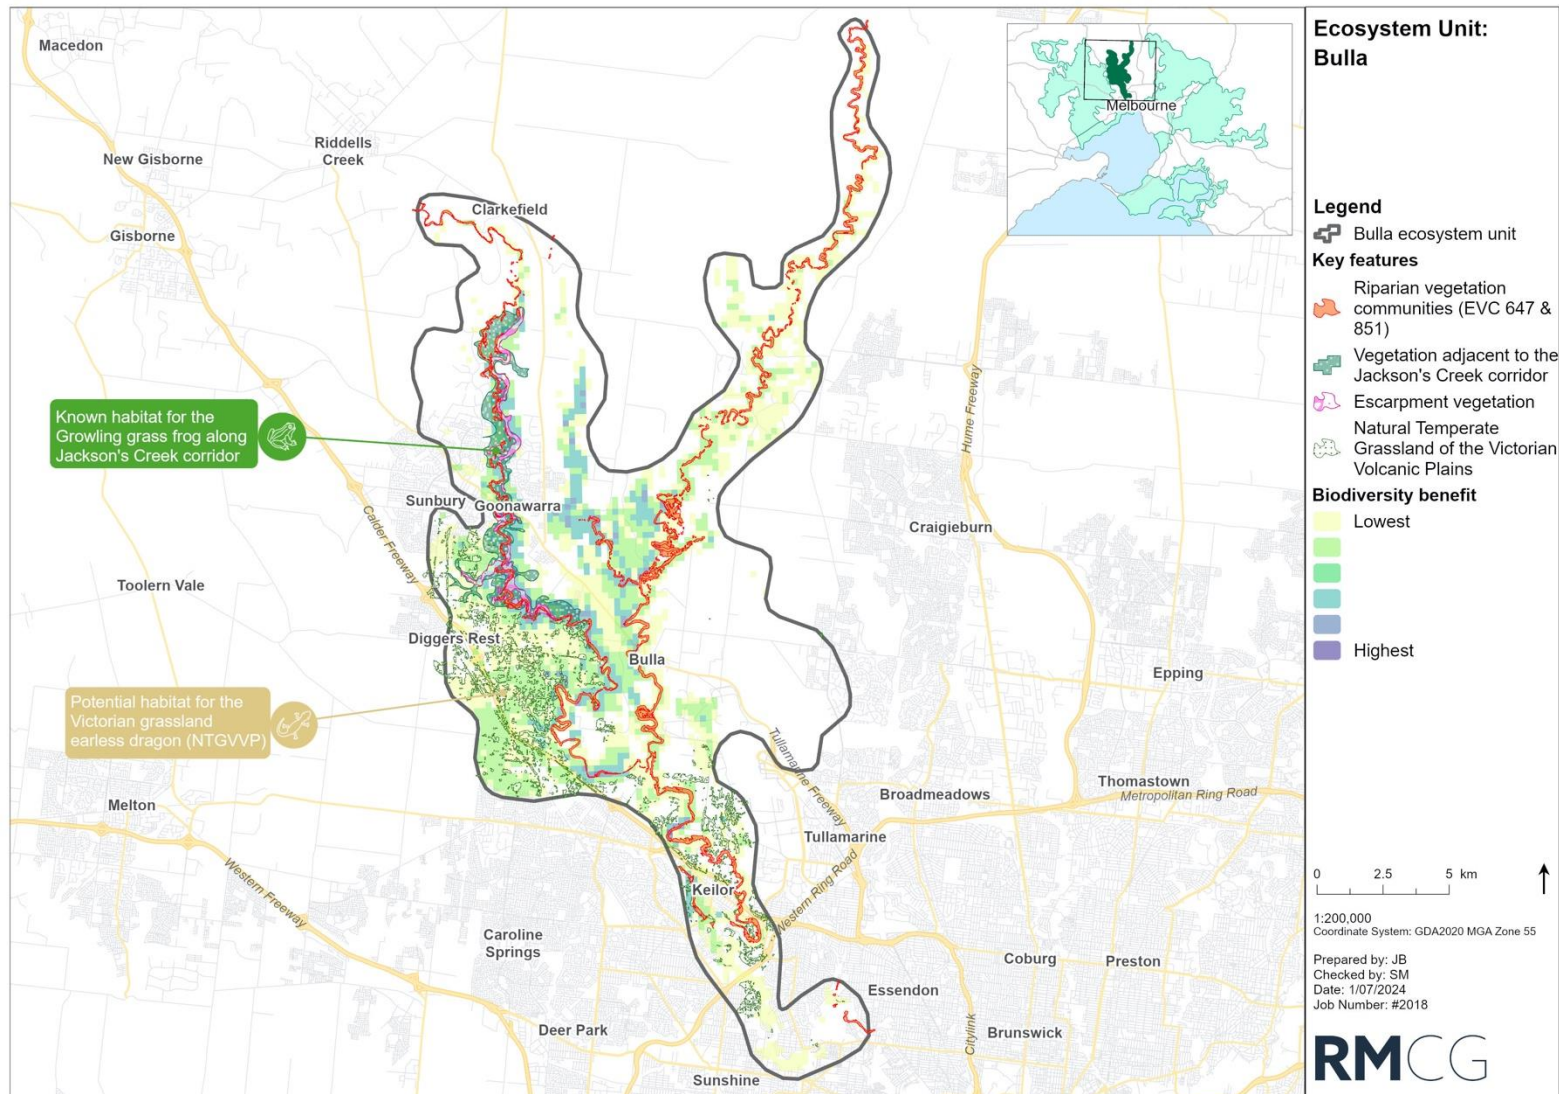 Macedon
New Gisborne
Riddells
Creek
Gisborne
Clarkefield
Known habitat for the
Growling grass frog along
Jackson's Creek corridor
Sunbury
Goonawarra
Calder Freeway
Hume Freeway
Craigieburn
Toolern Vale
Diggers Rest
Bulla
Epping
Potential habitat for the
Victorian grassland
earless dragon (NTGVVP)
Tullamarine Freeway
Melton
Broadmeadows
Thomastown
Metropolitan Ring Road
Tullamarine
Western Freeway
Keilor
Western Ring Road
Caroline
Springs
Coburg
Preston
Essendon
Deer Park
Citylink
Brunswick
Sunshine
Melbourne
Ecosystem Unit:
Bulla
Legend
Bulla ecosystem unit
Key features
Riparian vegetation
communities (EVC 647 &
851)
Vegetation adjacent to the
Jackson's Creek corridor
Escarpment vegetation
Natural Temperate
Grassland of the Victorian
Volcanic Plains
Biodiversity benefit
Lowest
Highest
0 2.5 5 km
1:200,000
Coordinate System: GDA2020 MGA Zone 55
Prepared by: JB
Checked by: SM
Date: 1/07/2024
Job Number: #2018
RMCG